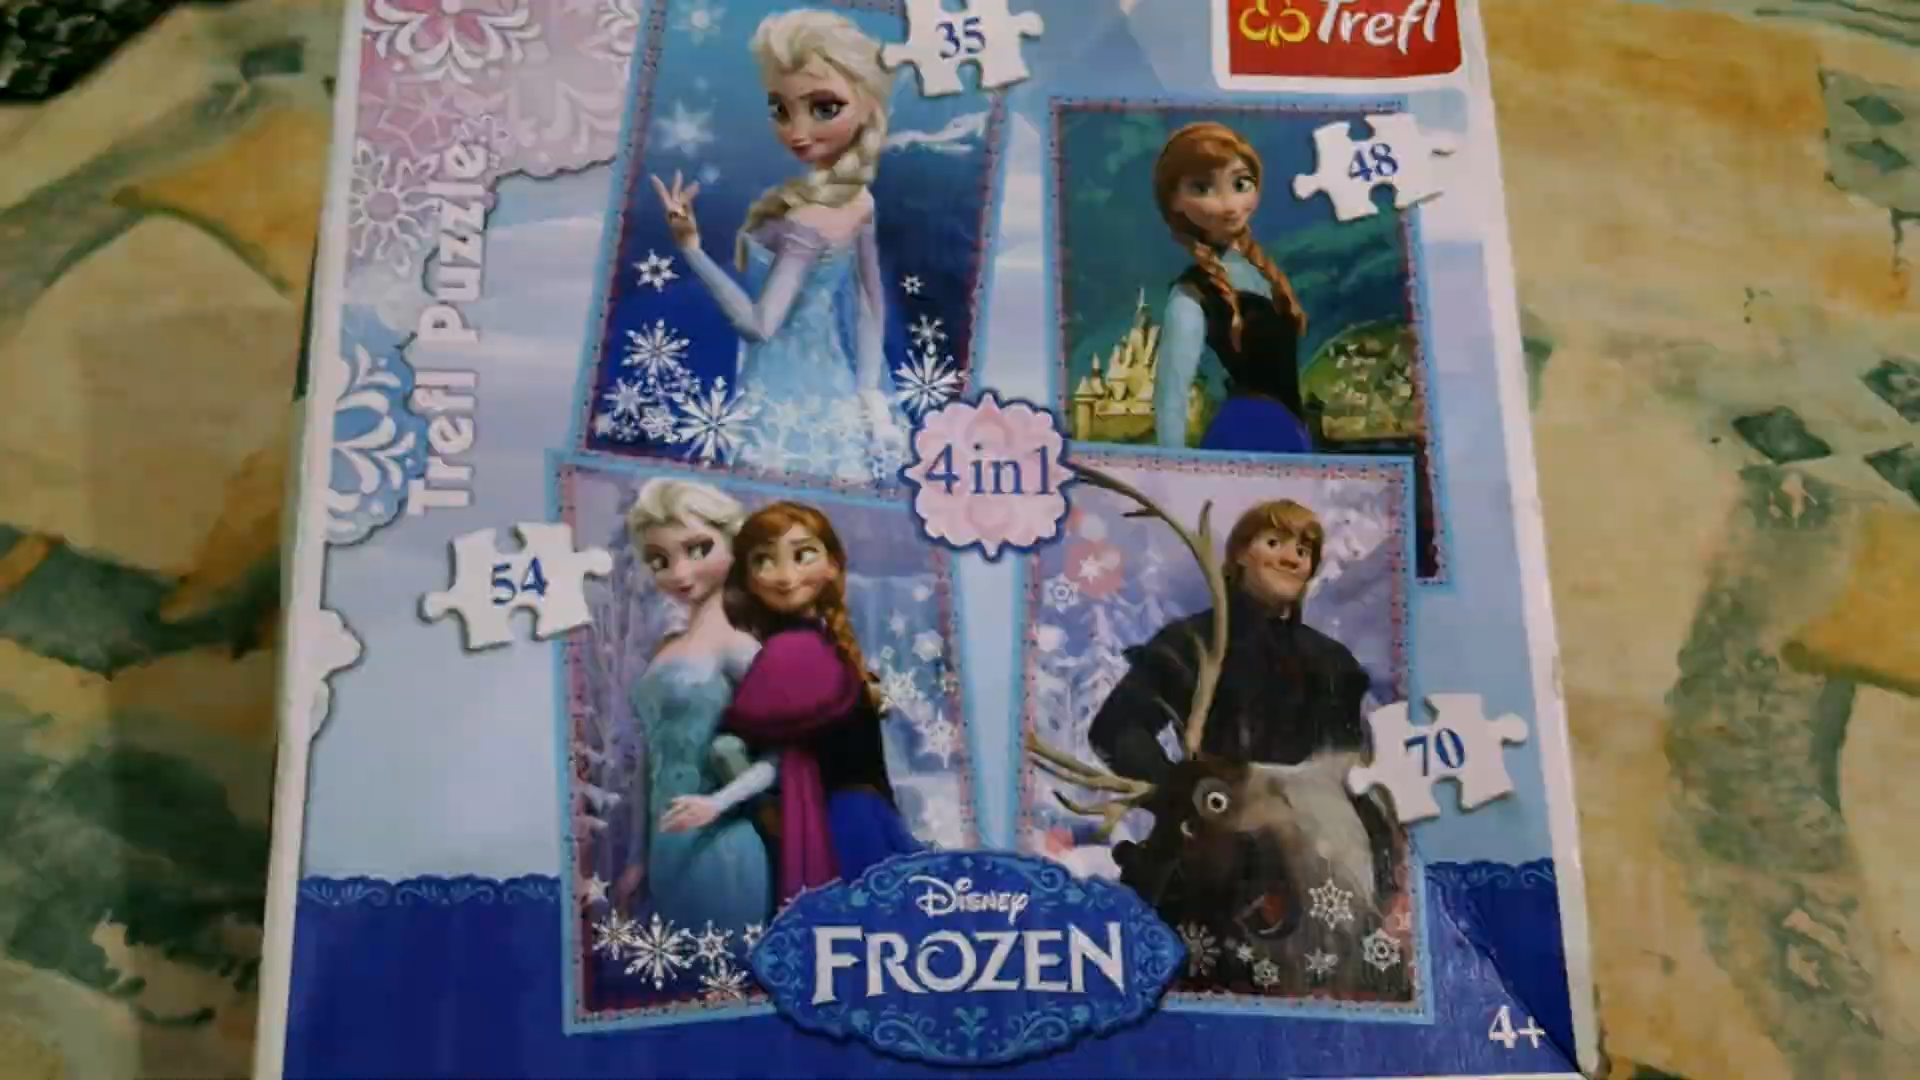 35
Trefl
48
Trefl Puzzle
4 in 1
54
70
Disney
FROZEN
4+